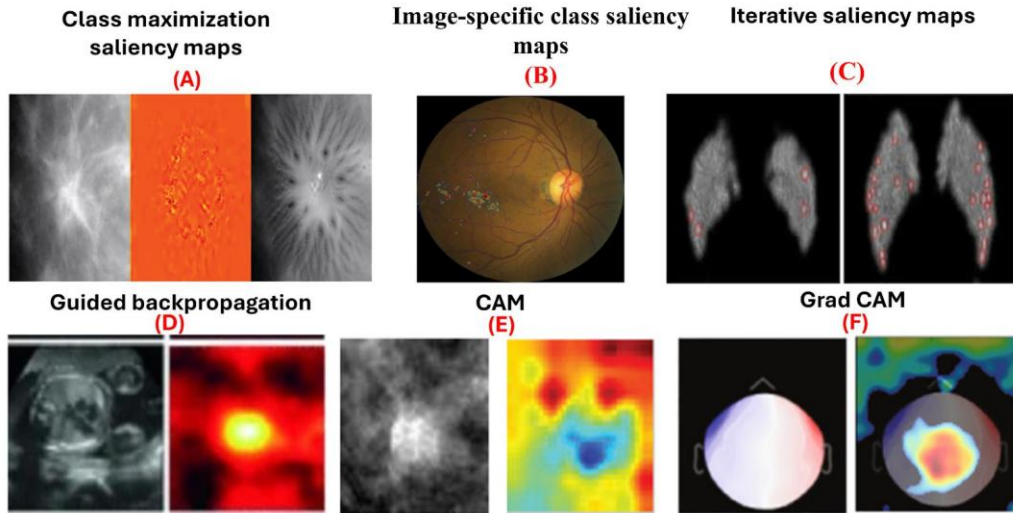 Class maximization
saliency maps
(A)
Image-specific class saliency
maps
(B)
Iterative saliency maps
(C)
Guided backpropagation
(D)
CAM
(E)
Grad CAM
(F)